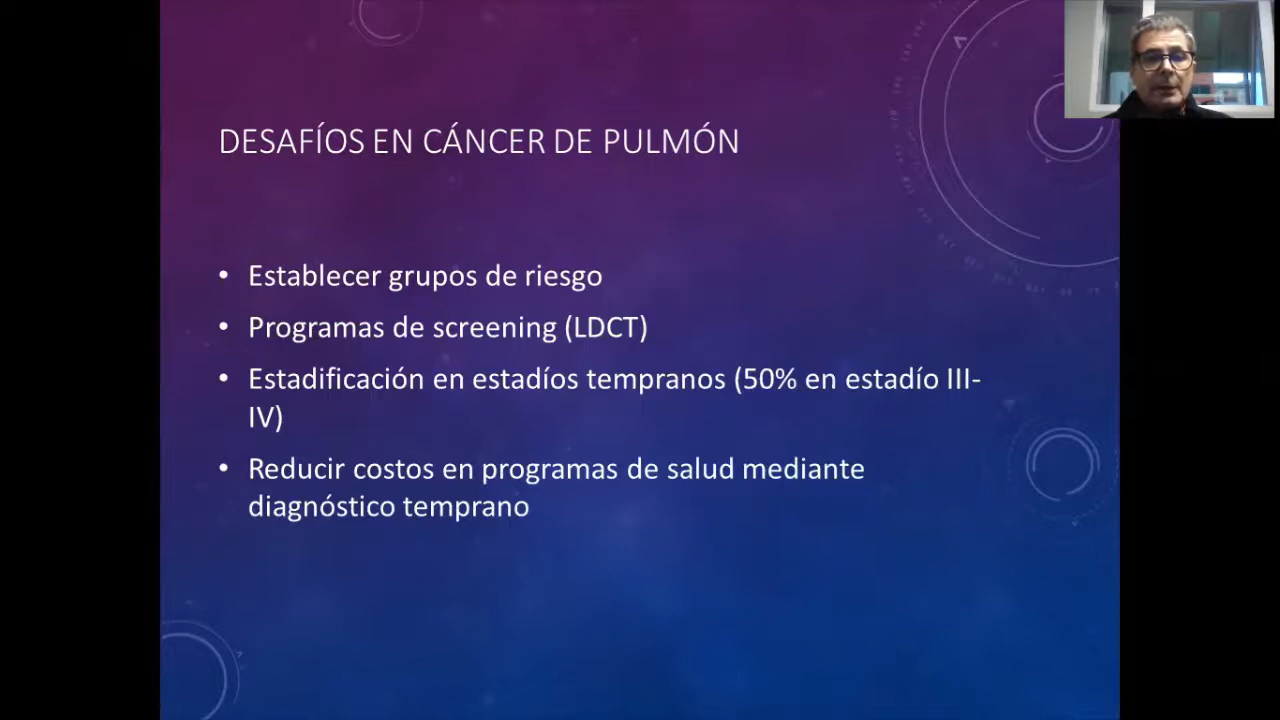 DESAFÍOS EN CÁNCER DE PULMÓN
• Establecer grupos de riesgo
• Programas de screening (LDCT)
• Estadificación en estadíos tempranos (50% en estadío III-
IV)
• Reducir costos en programas de salud mediante
diagnóstico temprano